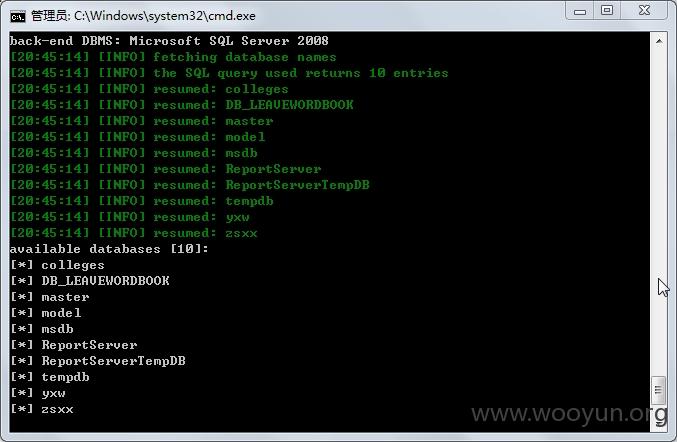 管理员: C:\Windows\system32\cmd.exe
back-end DBMS: Microsoft SQL Server 2008
[20:45:14] [INFO] fetching database names
[20:45:14] [INFO] the SQL query used returns 10 entries
[20:45:14] [INFO] resumed: colleges
[20:45:14] [INFO] resumed: DB_LEAVEWORDBOOK
[20:45:14] [INFO] resumed: master
[20:45:14] [INFO] resumed: model
[20:45:14] [INFO] resumed: msdb
[20:45:14] [INFO] resumed: ReportServer
[20:45:14] [INFO] resumed: ReportServerTempDB
[20:45:14] [INFO] resumed: tempdb
[20:45:14] [INFO] resumed: yxw
[20:45:14] [INFO] resumed: zsxx
available databases [10]:
[*] colleges
[*] DB_LEAVEWORDBOOK
[*] master
[*] model
[*] msdb
[*] ReportServer
[*] ReportServerTempDB
[*] tempdb
[*] yxw
[*] zsxx
www.wooyun.org